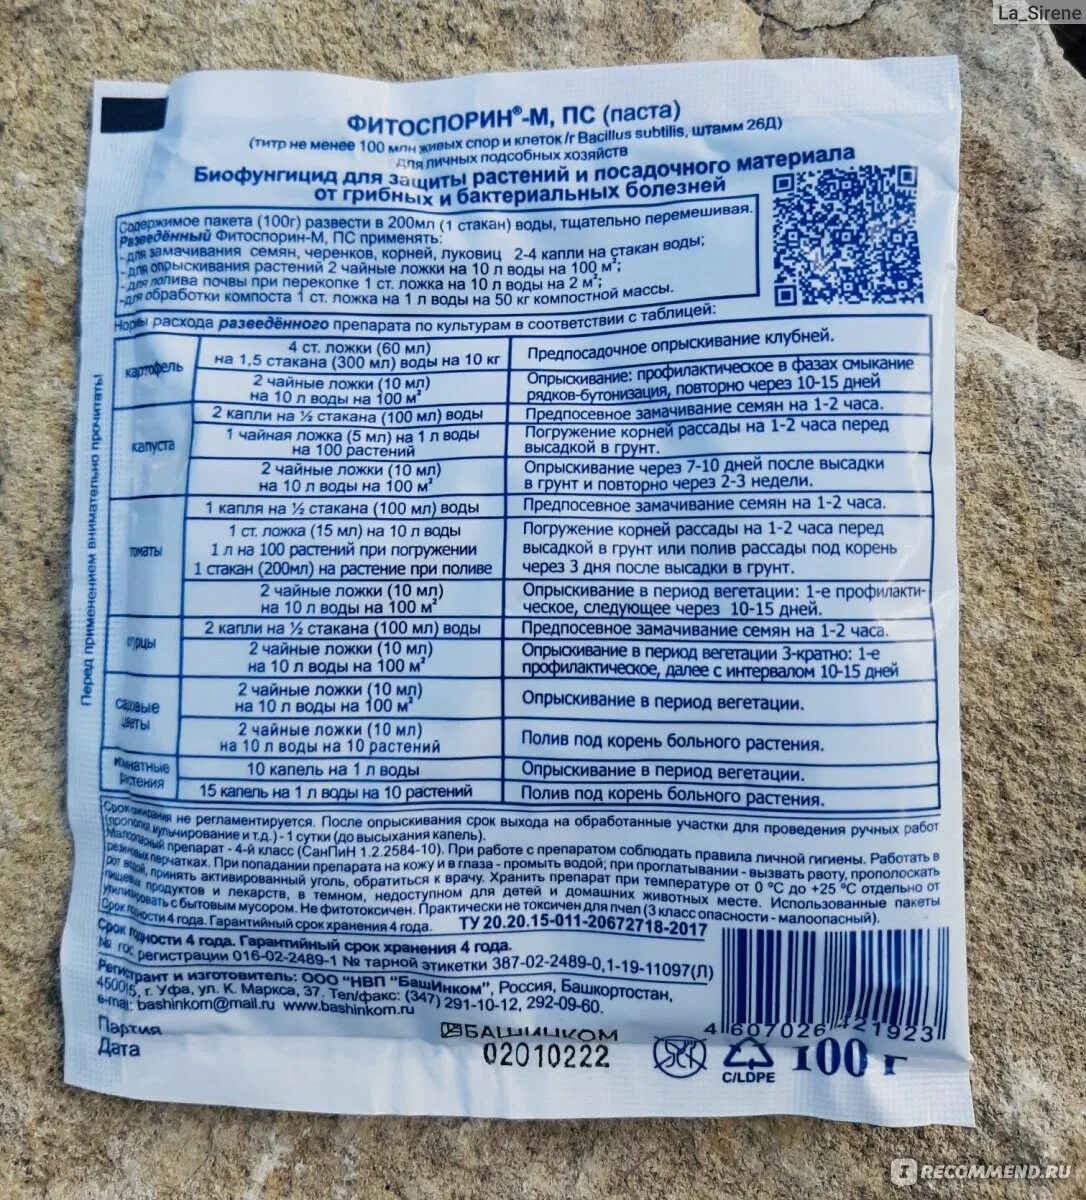 La_Sirene
ФИТОСПОРИН®-М, ПС (паста)
(титр не менее 100 млн живых спор и клеток/г Bacillus subtilis, штамм 26Д)
для личных подсобных хозяйств
Биофунгицид для защиты растений и посадочного материала
от грибных и бактериальных болезней
Содержимое пакета (100г) развести в 200мл (1 стакан) воды, тщательно перемешивая.
Разведённый Фитоспорин-М, ПС применять:
- для замачивания семян, черенков, корней, луковиц 2-4 капли на стакан воды;
- для опрыскивания растений 2 чайные ложки на 10 л воды на 100 м²;
- для полива почвы при перекопке 1 ст. ложка на 10 л воды на 2 м²;
- для обработки компоста 1 ст. ложка на 1 л воды на 50 кг компостной массы.
Нормы расхода разведённого препарата по культурам в соответствии с таблицей:
Перед применением внимательно прочитать!
картофель
4 ст. ложки (60 мл)
на 1,5 стакана (300 мл) воды на 10 кг
Предпосадочное опрыскивание клубней.
2 чайные ложки (10 мл)
на 10 л воды на 100 м²
Опрыскивание: профилактическое в фазах смыкание
рядков-бутонизация, повторно через 10-15 дней
капуста
2 капли на ½ стакана (100 мл) воды
Предпосевное замачивание семян на 1-2 часа.
1 чайная ложка (5 мл) на 1 л воды
на 100 растений
Погружение корней рассады на 1-2 часа перед
высадкой в грунт.
2 чайные ложки (10 мл)
на 10 л воды на 100 м²
Опрыскивание через 7-10 дней после высадки
в грунт и повторно через 2-3 недели.
томаты
1 капля на ½ стакана (100 мл) воды
Предпосевное замачивание семян на 1-2 часа.
1 ст. ложка (15 мл) на 10 л воды
1 л на 100 растений при погружении
1 стакан (200мл) на растение при поливе
Погружение корней рассады на 1-2 часа перед
высадкой в грунт или полив рассады под корень
через 3 дня после высадки в грунт.
2 чайные ложки (10 мл)
на 10 л воды на 100 м²
Опрыскивание в период вегетации: 1-е профилакти-
ческое, следующее через 10-15 дней.
огурцы
2 капли на ½ стакана (100 мл) воды
Предпосевное замачивание семян на 1-2 часа.
2 чайные ложки (10 мл)
на 10 л воды на 100 м²
Опрыскивание в период вегетации 3-кратно: 1-е
профилактическое, далее с интервалом 10-15 дней
садовые
цветы
2 чайные ложки (10 мл)
на 10 л воды на 100 м²
Опрыскивание в период вегетации.
2 чайные ложки (10 мл)
на 10 л воды на 10 растений
Полив под корень больного растения.
комнатные
растения
10 капель на 1 л воды
Опрыскивание в период вегетации.
15 капель на 1 л воды на 10 растений
Полив под корень больного растения.
Срок ожидания не регламентируется. После опрыскивания срок выхода на обработанные участки для проведения ручных работ
(прополка, мульчирование и т.д.) - 1 сутки (до высыхания капель).
Малоопасный препарат - 4-й класс (СанПиН 1.2.2584-10). При работе с препаратом соблюдать правила личной гигиены. Работать в
резиновых перчатках. При попадании препарата на кожу и в глаза - промыть водой; при проглатывании - вызвать рвоту, прополоскать
рот водой, принять активированный уголь, обратиться к врачу. Хранить препарат при температуре от 0 °С до +25 °С отдельно от
пищевых продуктов и лекарств, в темном, недоступном для детей и домашних животных месте. Использованные пакеты
утилизировать с бытовым мусором. Не фитотоксичен. Практически не токсичен для пчел (3 класс опасности - малоопасный).
Срок годности 4 года. Гарантийный срок хранения 4 года. ТУ 20.20.15-011-20672718-2017
Срок годности 4 года. Гарантийный срок хранения 4 года.
№ гос. регистрации 016-02-2489-1 № тарной этикетки 387-02-2489-0,1-19-11097(Л)
Регистрант и изготовитель: ООО "НВП "БашИнком", Россия, Башкортостан,
450015, г. Уфа, ул. К. Маркса, 37. Тел/факс: (347) 291-10-12, 292-09-60.
e-mail: bashinkom@mail.ru www.bashinkom.ru
Партия
Дата
БАШИНКОМ
02010222
4 607026 421923
C/LDPE
100 г
IRECOMMEND.RU